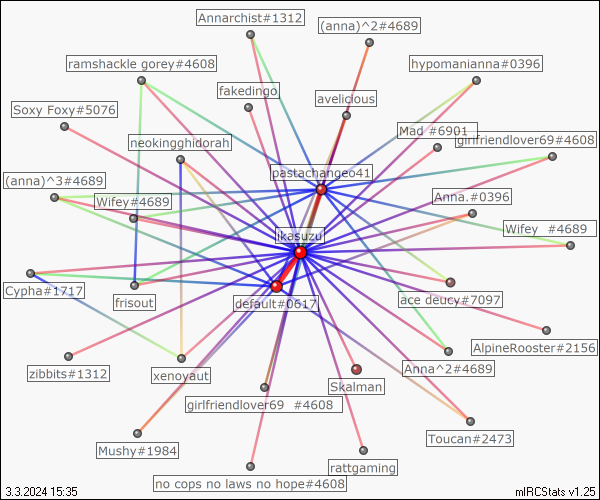 Annarchist#1312
(anna)^2#4689
ramshackle gorey#4608
hypomanianna#0396
fakedingo
avelicious
Soxy Foxy#5076
Mad #6901
neokingghidorah
girlfriendlover69#4608
pastachangeo41
(anna)^3#4689
Wifey#4689
Anna.#0396
ikasuzu
Wifey #4689
Cypha#1717
frisout
default#0617
ace deucy#7097
AlpineRooster#2156
zibbits#1312
xenoyaut
Anna^2#4689
Skalman
girlfriendlover69 #4608
Toucan#2473
Mushy#1984
rattgaming
no cops no laws no hope#4608
3.3.2024 15:35
mIRCStats v1.25